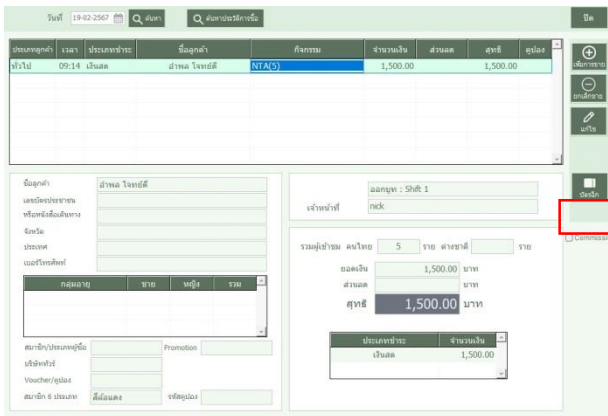 วันที่ 19-02-2567 ค้นหา ค้นหาประวัติการซื้อ ปิด
ประเภทลูกค้า เวลา ประเภทชำระ ชื่อลูกค้า กิจกรรม จำนวนเงิน ส่วนลด สุทธิ คูปอง
ทั่วไป 09:14 เงินสด อำพล โจทย์ดี NTA(5) 1,500.00 1,500.00
เพิ่มการขาย
ยกเลิกขาย
แก้ไข
ชื่อลูกค้า อำพล โจทย์ดี
เลขบัตรประชาชน
หรือหนังสือเดินทาง
จังหวัด
ประเทศ
เบอร์โทรศัพท์
กลุ่มอายุ ชาย หญิง รวม
สมาชิก/ประเภทผู้ซื้อ Promotion
บริษัททัวร์
Voucher/คูปอง
สมาชิก 6 ประเภท สีส้มแดง รหัสคูปอง
ออกบูท : Shift 1
เจ้าหน้าที่ nick
รวมผู้เข้าชม คนไทย 5 ราย ต่างชาติ ราย
ยอดเงิน 1,500.00 บาท
ส่วนลด บาท
สุทธิ 1,500.00 บาท
ประเภทชำระ จำนวนเงิน
เงินสด 1,500.00
Commissi